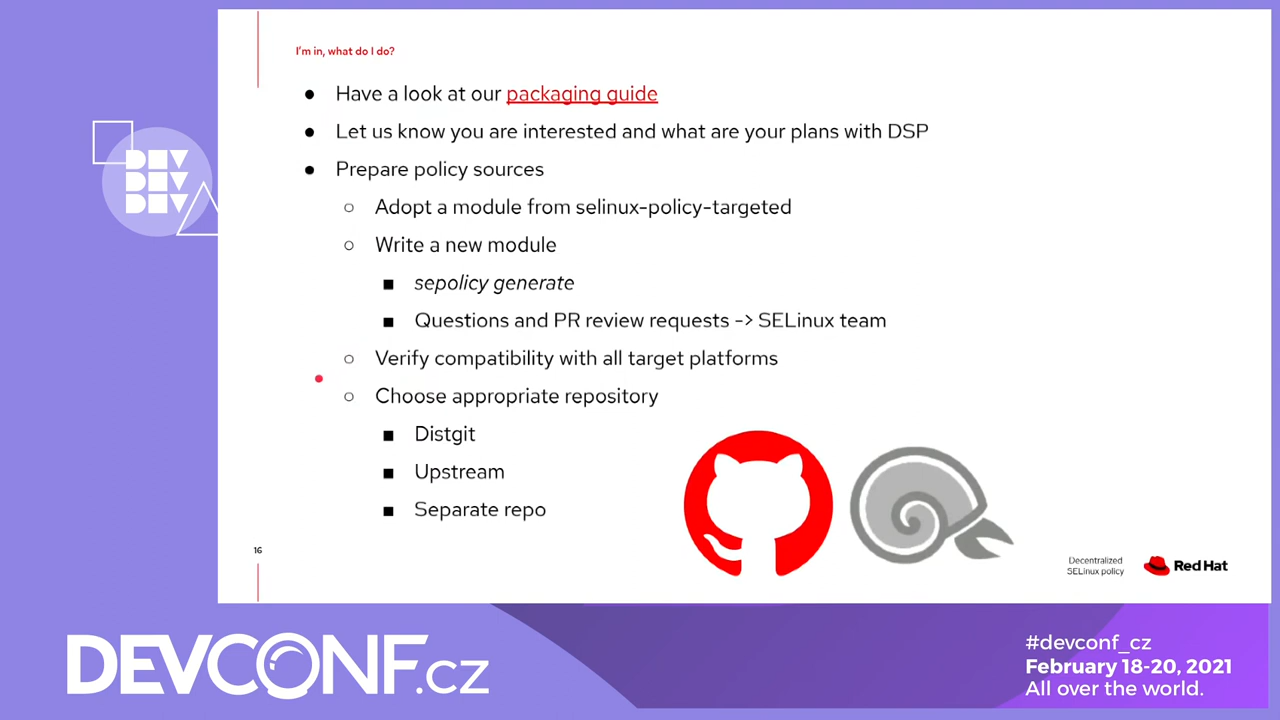 I'm in, what do I do?
● Have a look at our packaging guide
● Let us know you are interested and what are your plans with DSP
● Prepare policy sources
○ Adopt a module from selinux-policy-targeted
○ Write a new module
■ sepolicy generate
■ Questions and PR review requests -> SELinux team
○ Verify compatibility with all target platforms
○ Choose appropriate repository
■ Distgit
■ Upstream
■ Separate repo
16
Decentralized
SELinux policy
Red Hat
DEV
DEV
DEV
DEVCONF.cz
#devconf_cz
February 18-20, 2021
All over the world.